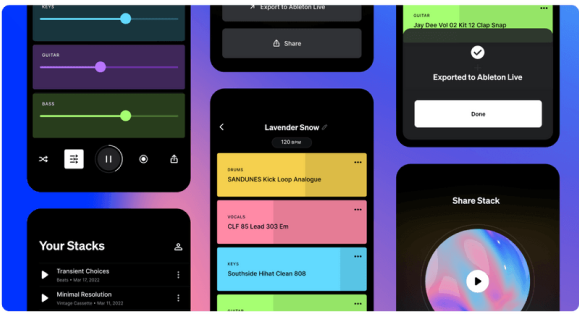 KEYS
GUITAR
BASS
Your Stacks
Transient Choices
Beats • Mar 17, 2022
Minimal Resolution
Vintage Cassette • Mar 11, 2022
Export to Ableton Live
Share
Lavender Snow
120 BPM
DRUMS
SANDUNES Kick Loop Analogue
VOCALS
CLF 85 Lead 303 Em
KEYS
Southside Hihat Clean 808
GUITAR
GUITAR
Jay Dee Vol 02 Kit 12 Clap Snap
Exported to Ableton Live
Done
Share Stack